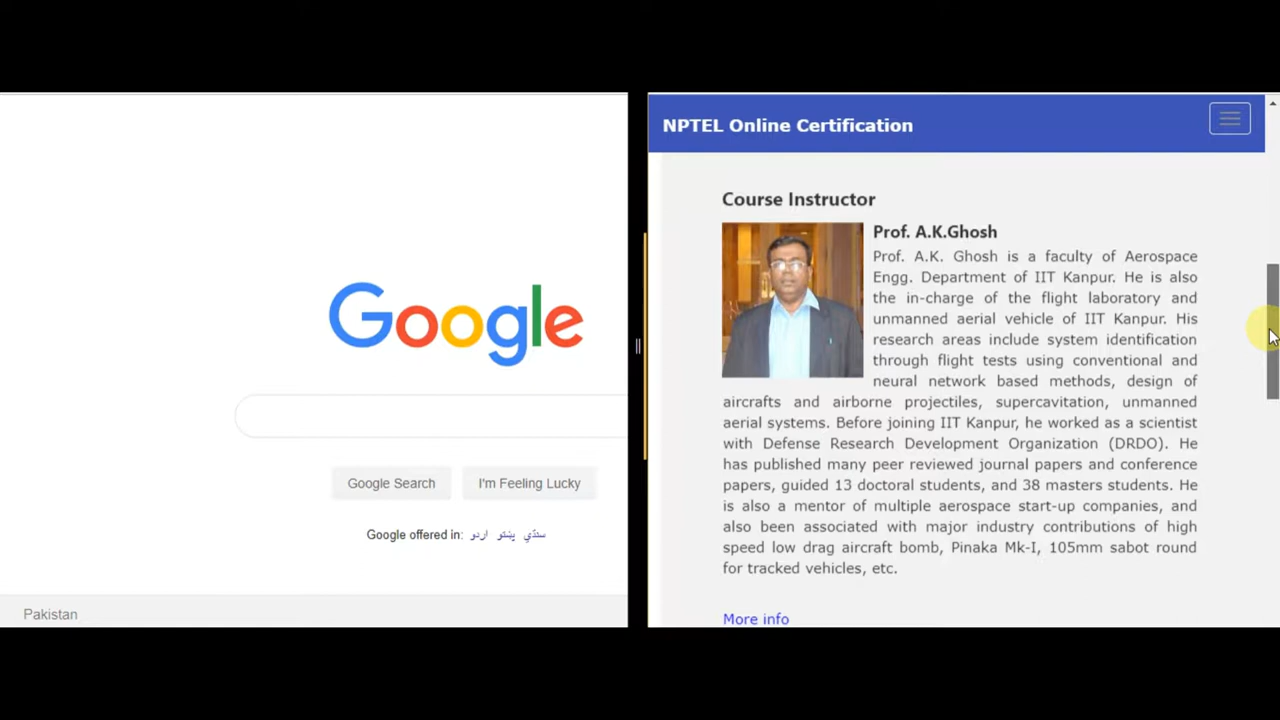 Google
Google Search
I'm Feeling Lucky
Google offered in: اردو پښتو سنڌي
Pakistan
NPTEL Online Certification
Course Instructor
Prof. A.K.Ghosh
Prof. A.K. Ghosh is a faculty of Aerospace
Engg. Department of IIT Kanpur. He is also
the in-charge of the flight laboratory and
unmanned aerial vehicle of IIT Kanpur. His
research areas include system identification
through flight tests using conventional and
neural network based methods, design of
aircrafts and airborne projectiles, supercavitation, unmanned
aerial systems. Before joining IIT Kanpur, he worked as a scientist
with Defense Research Development Organization (DRDO). He
has published many peer reviewed journal papers and conference
papers, guided 13 doctoral students, and 38 masters students. He
is also a mentor of multiple aerospace start-up companies, and
also been associated with major industry contributions of high
speed low drag aircraft bomb, Pinaka Mk-I, 105mm sabot round
for tracked vehicles, etc.
More info